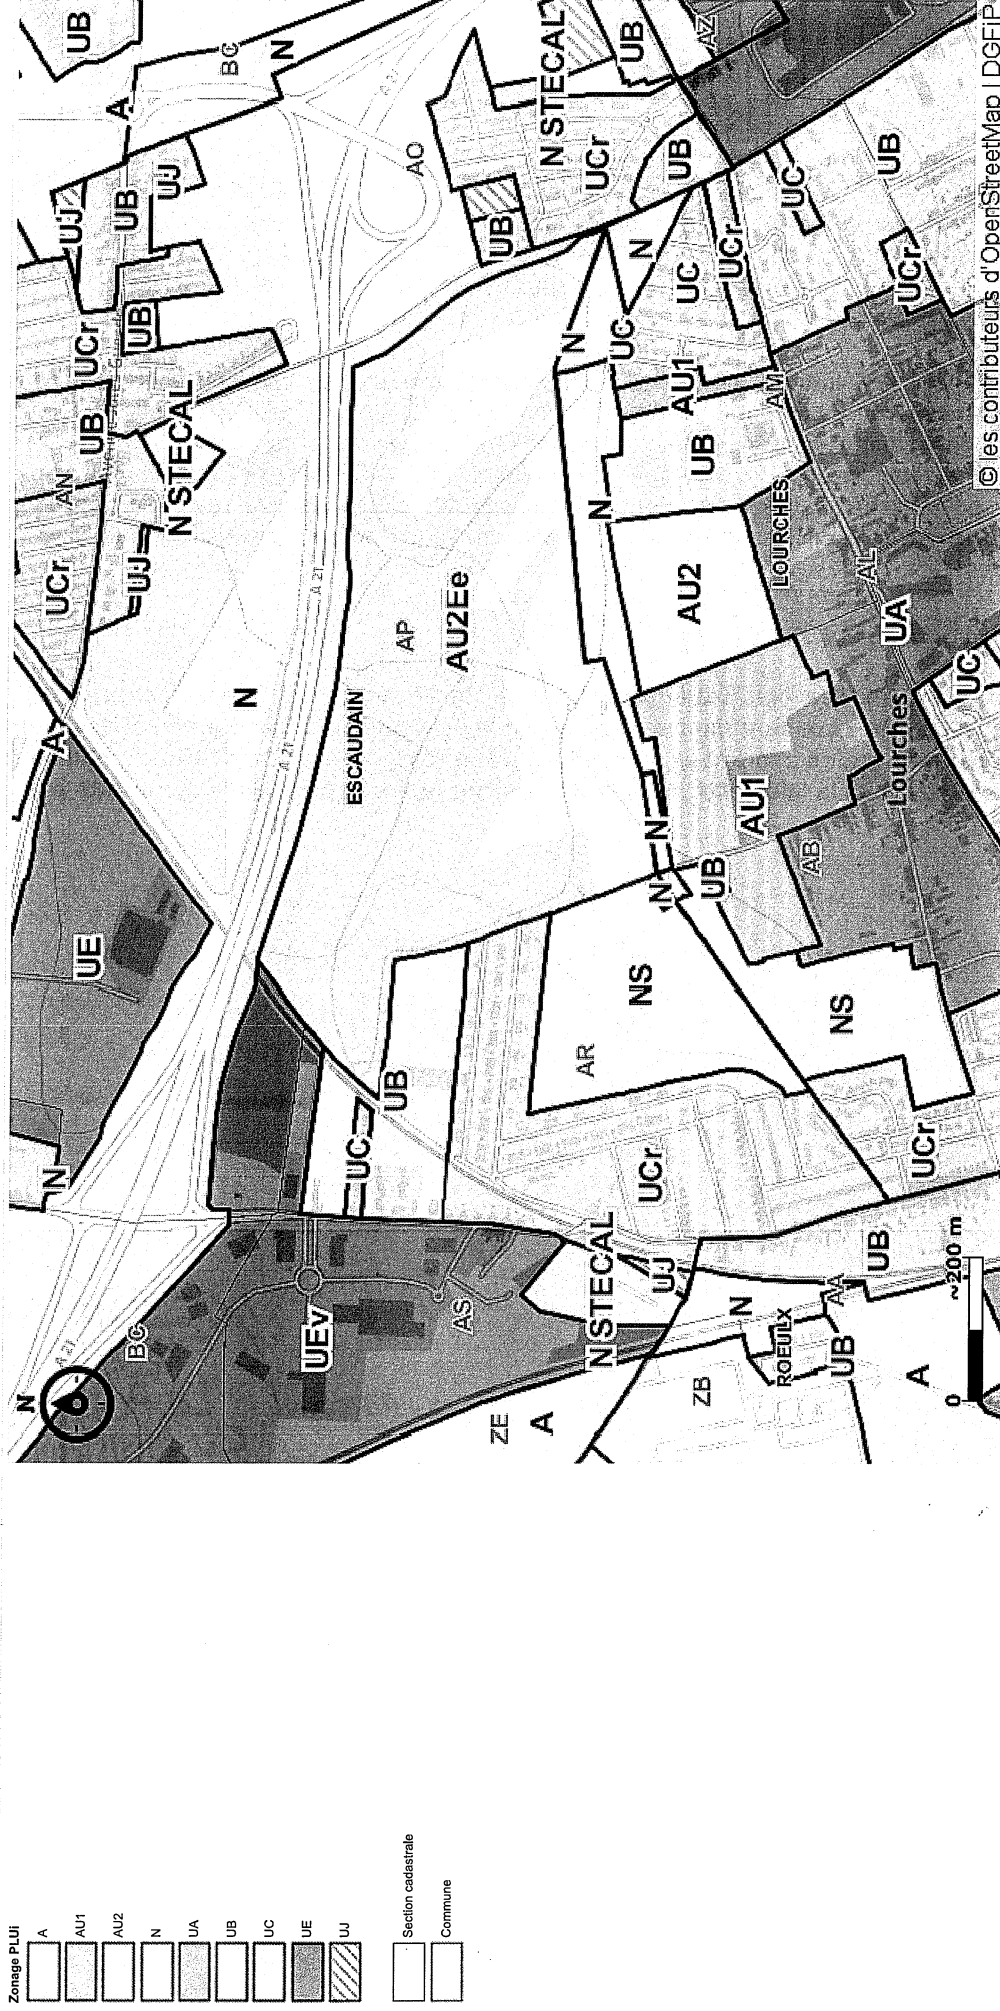 Zonage PLUi
A
AU1
AU2
N
UA
UB
UC
UE
UJ
Section cadastrale
Commune
UB
A
BC
N
UJ
UB
UJ
UCr
UB
UB
AN
UCr
UJ
N STECAL
N
A
UE
N
A 21
A 21
A 21
A 21
AO
N STECAL
UB
AZ
UCr
UB
UB
N
N
UC
UC
UCr
UC
UB
UCr
AU1
AM
UB
N
AU2
LOURCHES
AL
UA
UC
Lourches
AP
AU2Ee
ESCAUDAIN
AU1
AB
N
N
UB
NS
NS
AR
UB
UC
UCr
UCr
BC
N
UEv
AS
N STECAL
UJ
N
ROEULX
AA
UB
UB
ZE
A
ZB
A
0
~200 m
© les contributeurs d'OpenStreetMap | DGFiP